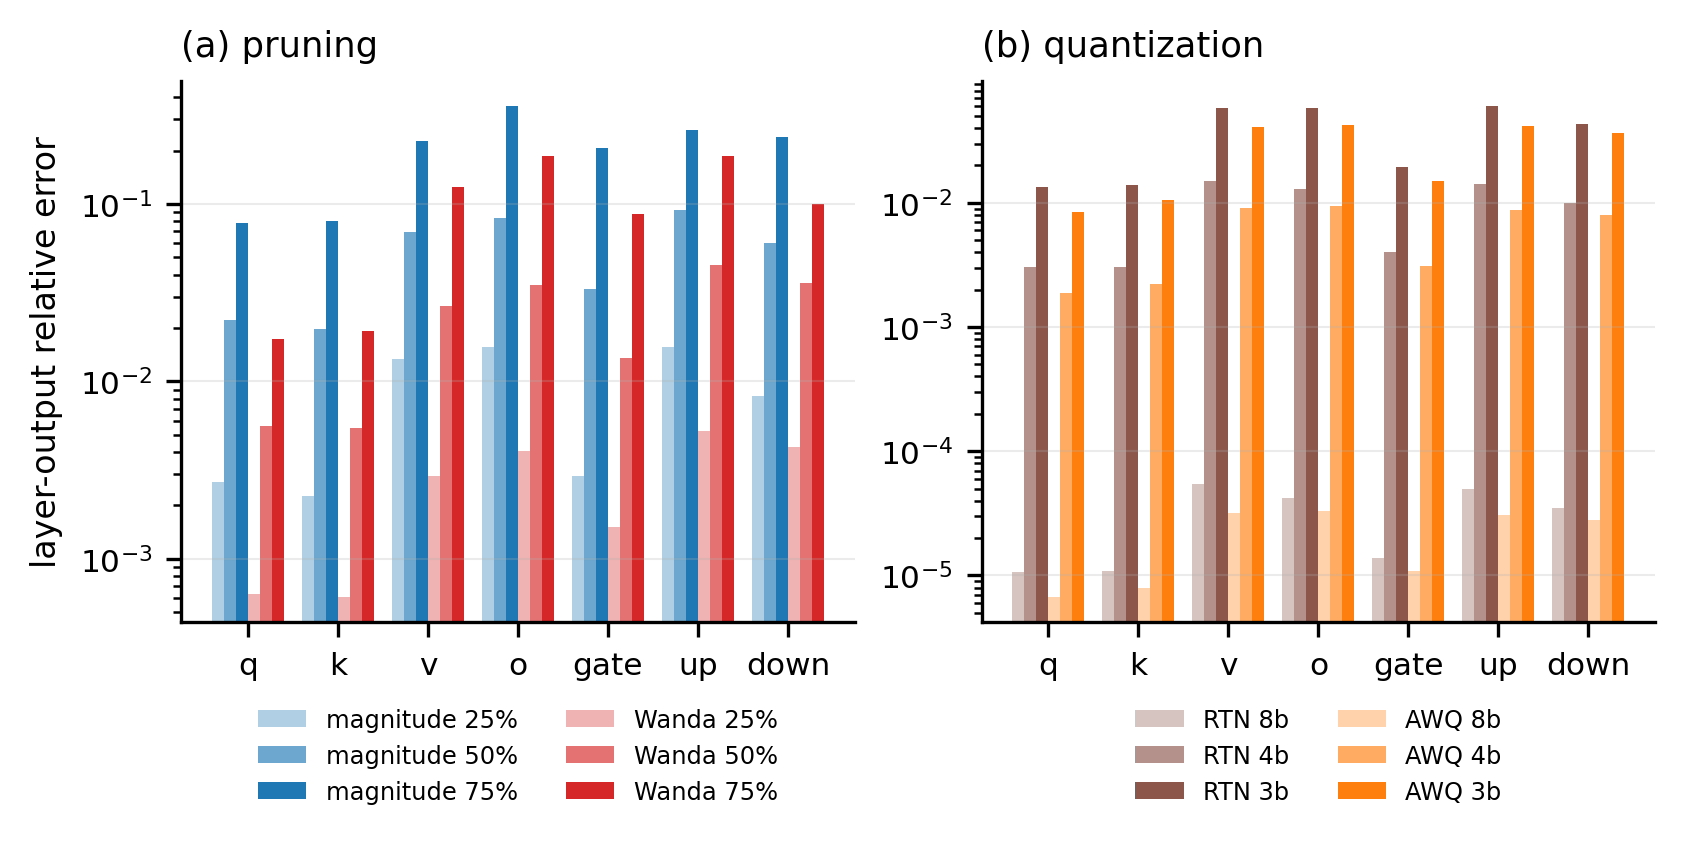 (a) pruning
layer-output relative error
10⁻¹
10⁻²
10⁻³
q k v o gate up down
magnitude 25%
magnitude 50%
magnitude 75%
Wanda 25%
Wanda 50%
Wanda 75%
(b) quantization
10⁻²
10⁻³
10⁻⁴
10⁻⁵
q k v o gate up down
RTN 8b
RTN 4b
RTN 3b
AWQ 8b
AWQ 4b
AWQ 3b